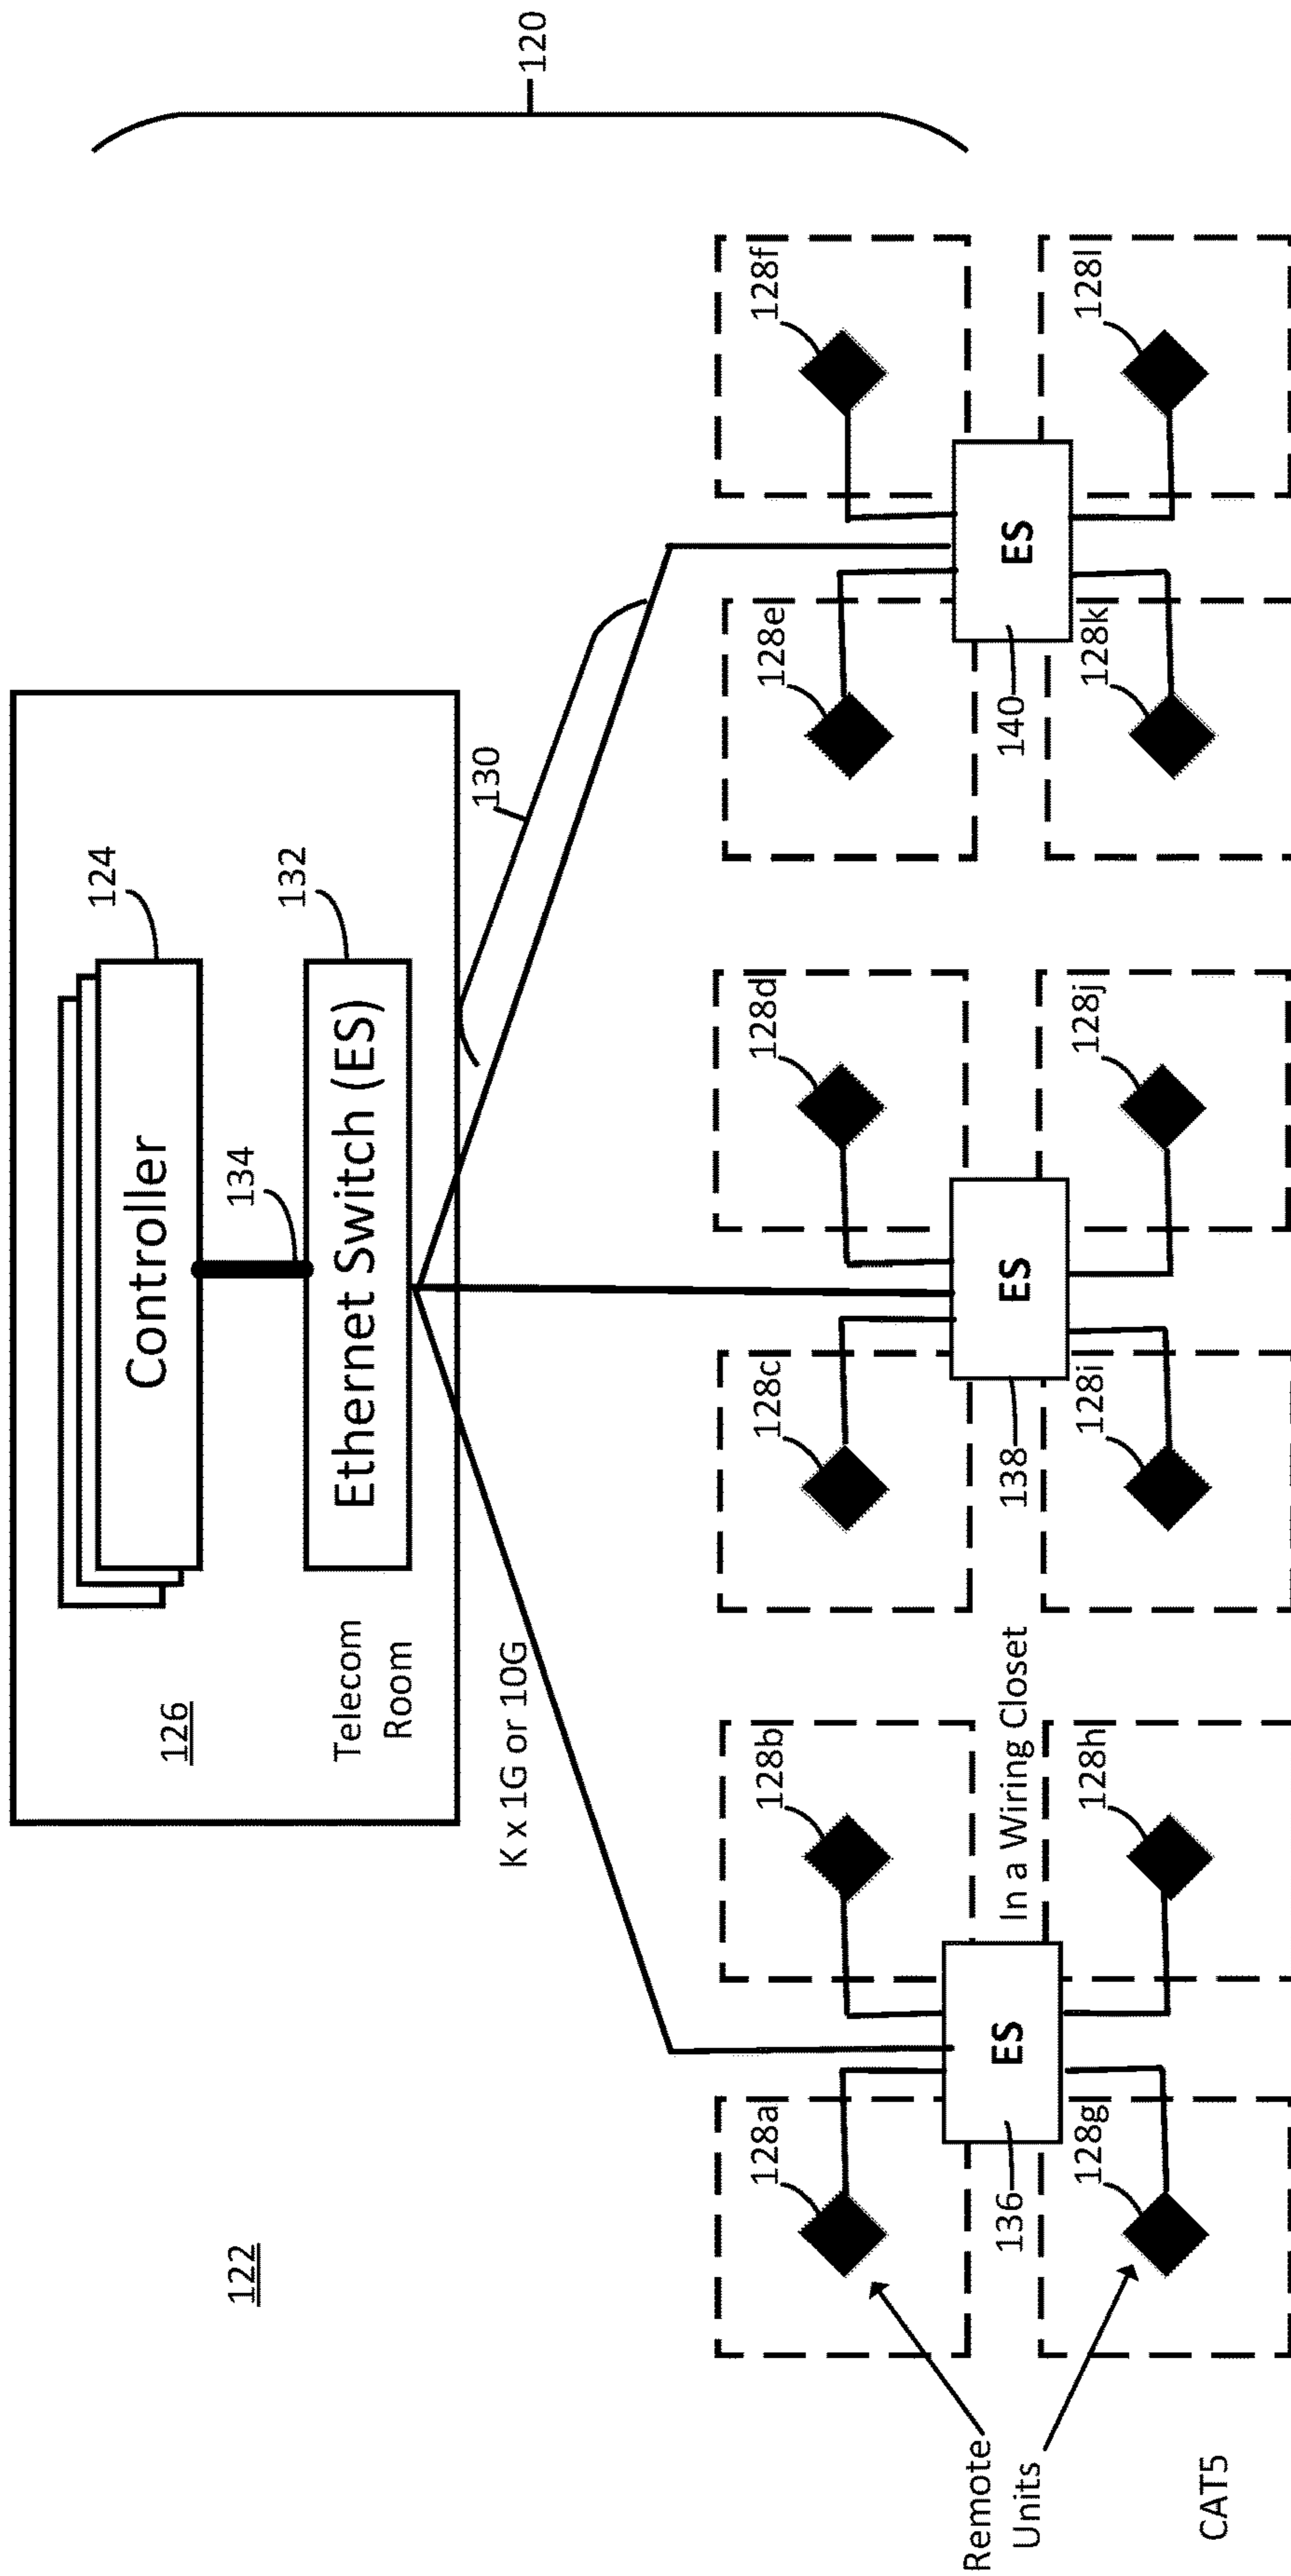 120
122
126
Controller
124
134
Telecom
Room
Ethernet Switch (ES)
132
K x 1G or 10G
130
128a
128b
128c
128d
128e
128f
Remote
Units
136
ES
In a Wiring Closet
138
ES
140
ES
128g
128h
128i
128j
128k
128l
CAT5